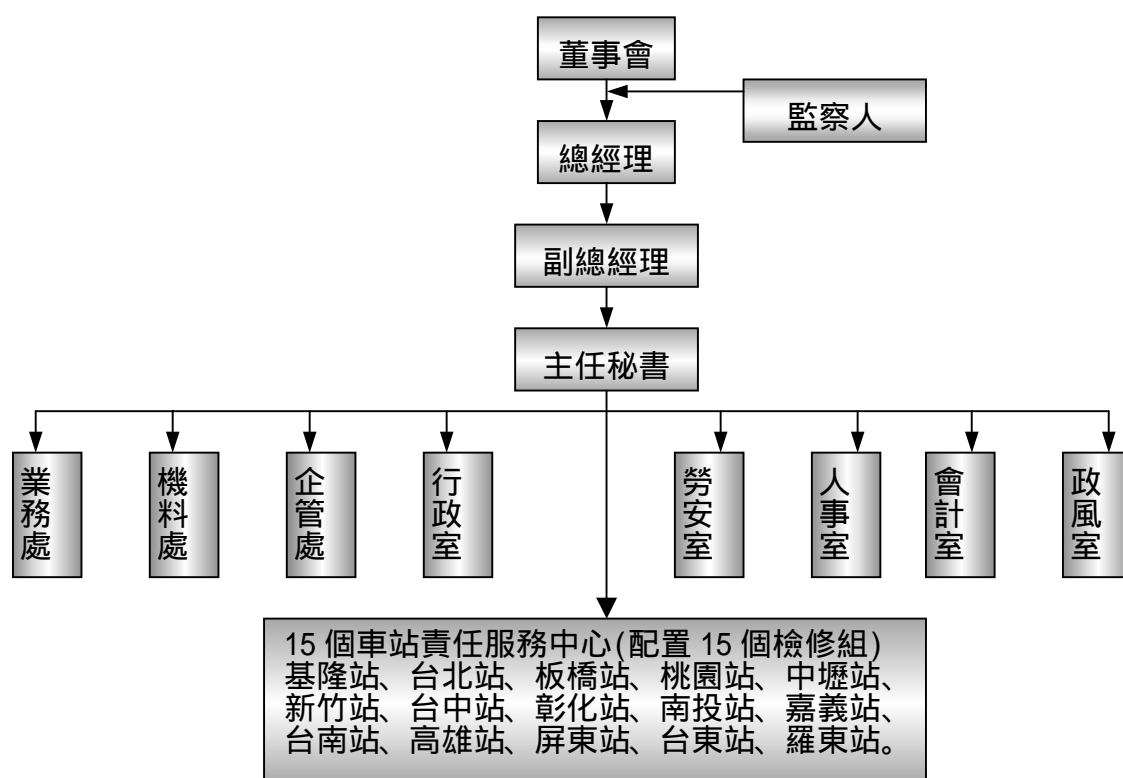 董事會
監察人
總經理
副總經理
主任秘書
業務處
機料處
企管處
行政室
勞安室
人事室
會計室
政風室
15 個車站責任服務中心(配置 15 個檢修組)
基隆站、台北站、板橋站、桃園站、中壢站、
新竹站、台中站、彰化站、南投站、嘉義站、
台南站、高雄站、屏東站、台東站、羅東站。